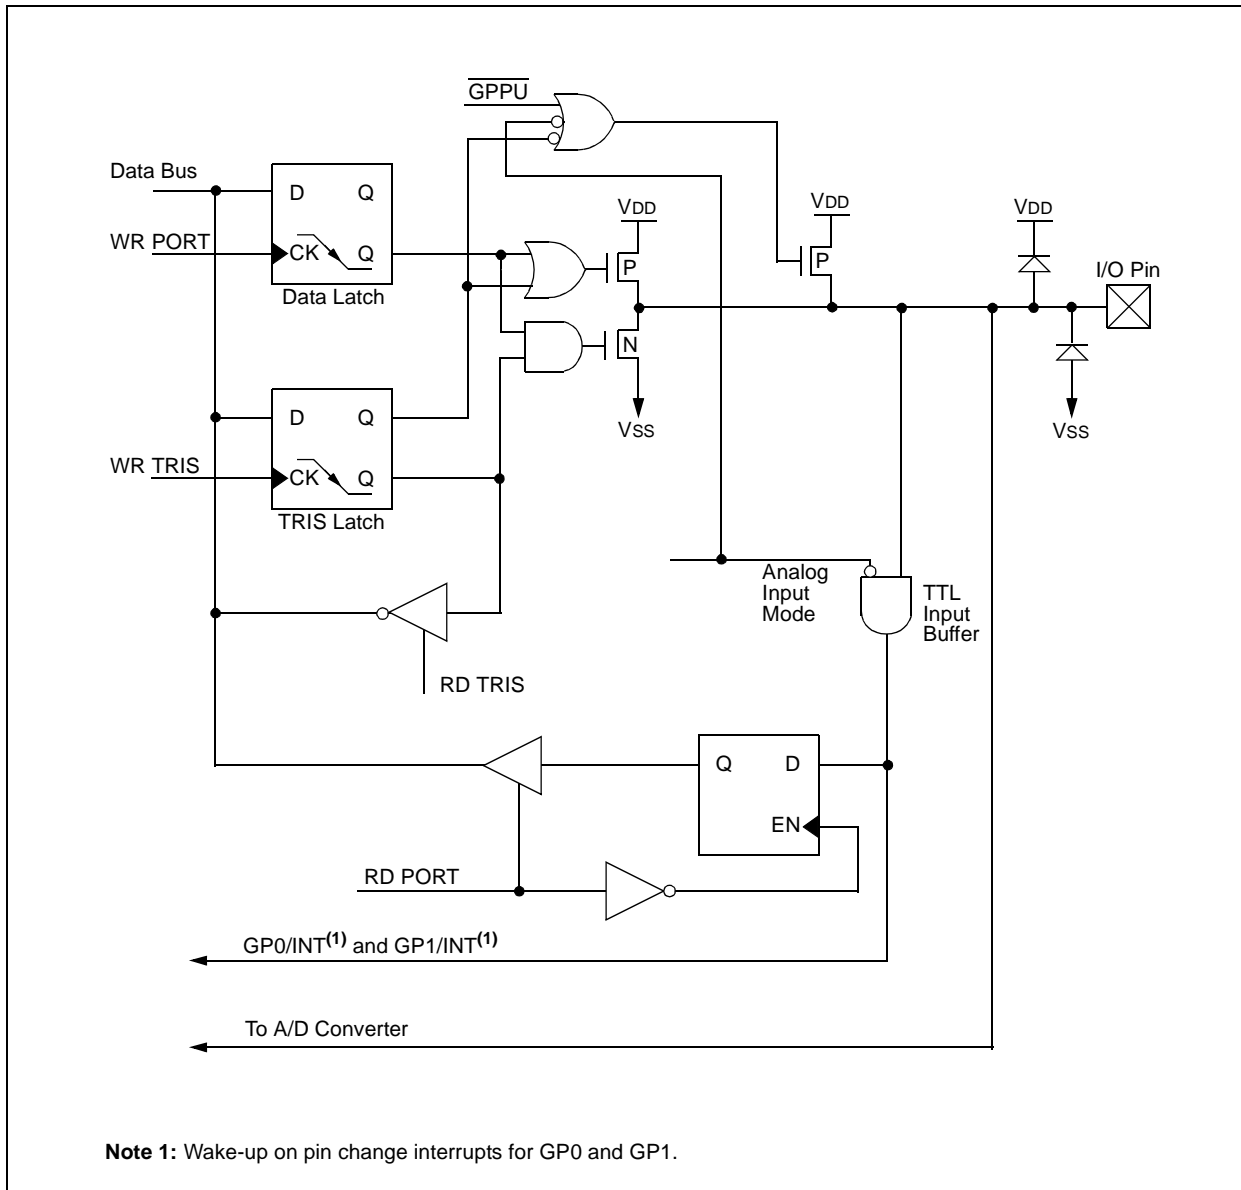 GPPU
Data Bus
D Q
WR PORT
CK Q
Data Latch
VDD
P
N
VSS
VDD
P
VDD
I/O Pin
VSS
D Q
WR TRIS
CK Q
TRIS Latch
Analog
Input
Mode
TTL
Input
Buffer
RD TRIS
Q D
EN
RD PORT
GP0/INT(1) and GP1/INT(1)
To A/D Converter
Note 1: Wake-up on pin change interrupts for GP0 and GP1.